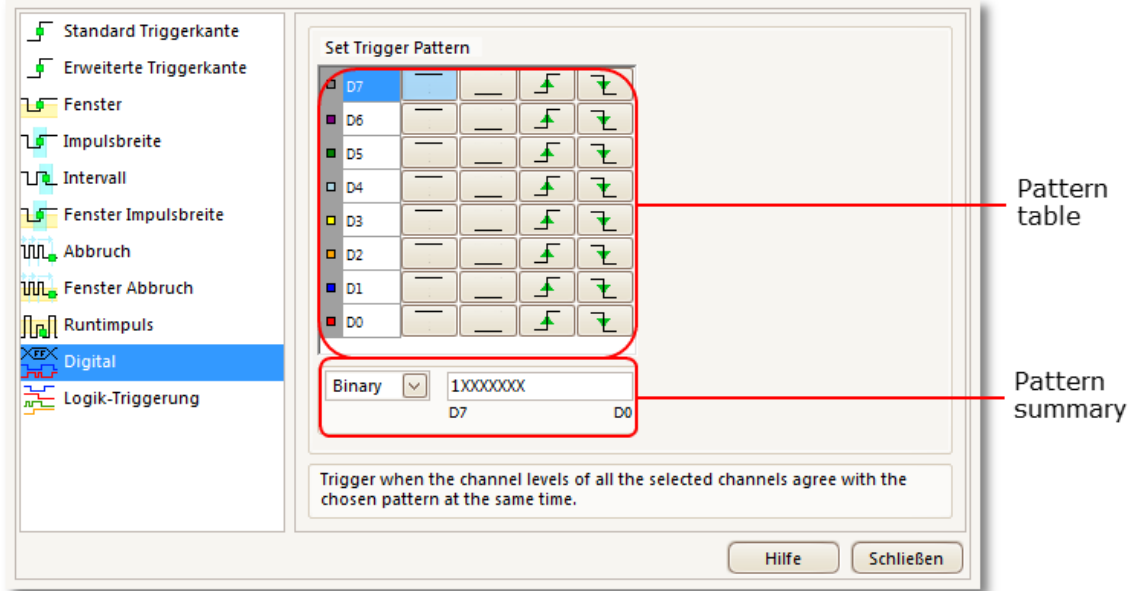 Standard Triggerkante
Erweiterte Triggerkante
Fenster
Impulsbreite
Intervall
Fenster Impulsbreite
Abbruch
Fenster Abbruch
Runtimpuls
FF
Digital
Logik-Triggerung
Set Trigger Pattern
D7
D6
D5
D4
D3
D2
D1
D0
Binary
1XXXXXXX
D7 D0
Trigger when the channel levels of all the selected channels agree with the
chosen pattern at the same time.
Hilfe
Schließen
Pattern
table
Pattern
summary